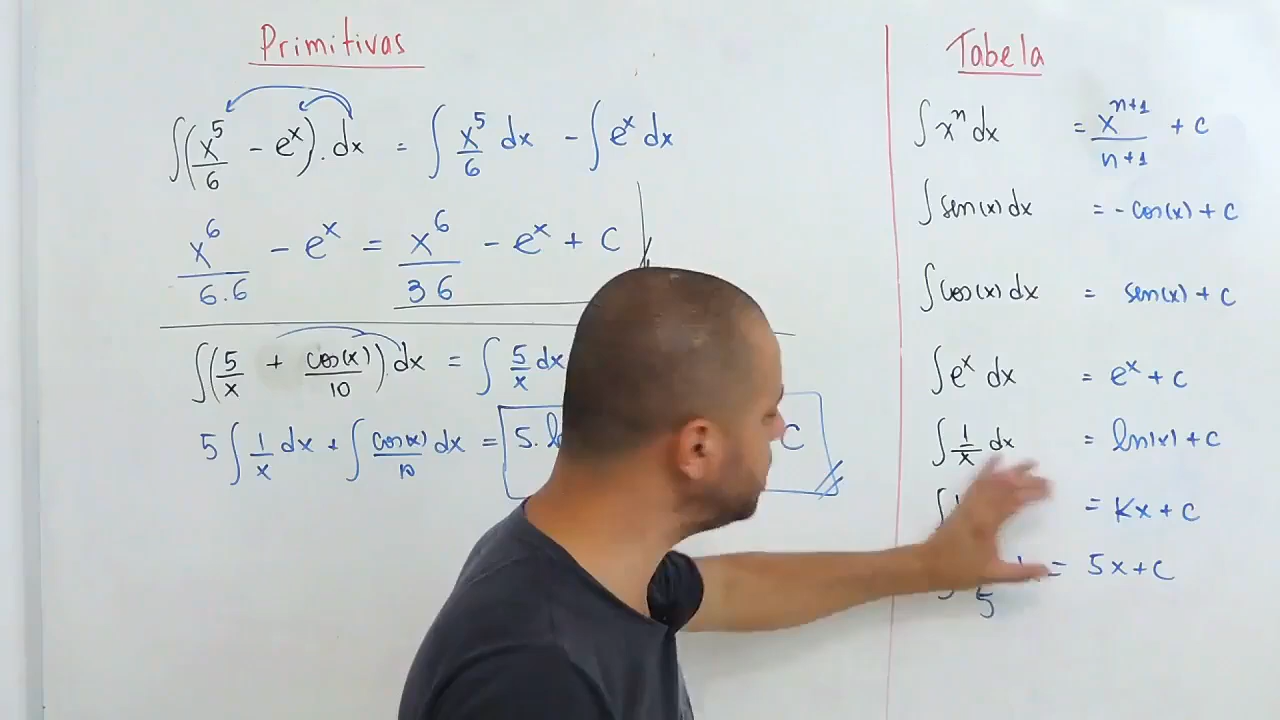 Primitivas
∫(x⁵/6 - eˣ).dx = ∫ x⁵/6 dx - ∫eˣ dx
x⁶/6.6 - eˣ = x⁶/36 - eˣ + C
∫(5/x + cos(x)/10) dx = ∫ 5/x dx
5∫ 1/x dx + ∫ cos(x)/10 dx = 5. C
Tabela
∫xⁿ dx = xⁿ⁺¹/n+1 + C
∫sen(x) dx = -cos(x) + C
∫cos(x) dx = sen(x) + C
∫eˣ dx = eˣ + C
∫ 1/x dx = ln|x| + C
∫ = Kx + C
= 5x + C
5